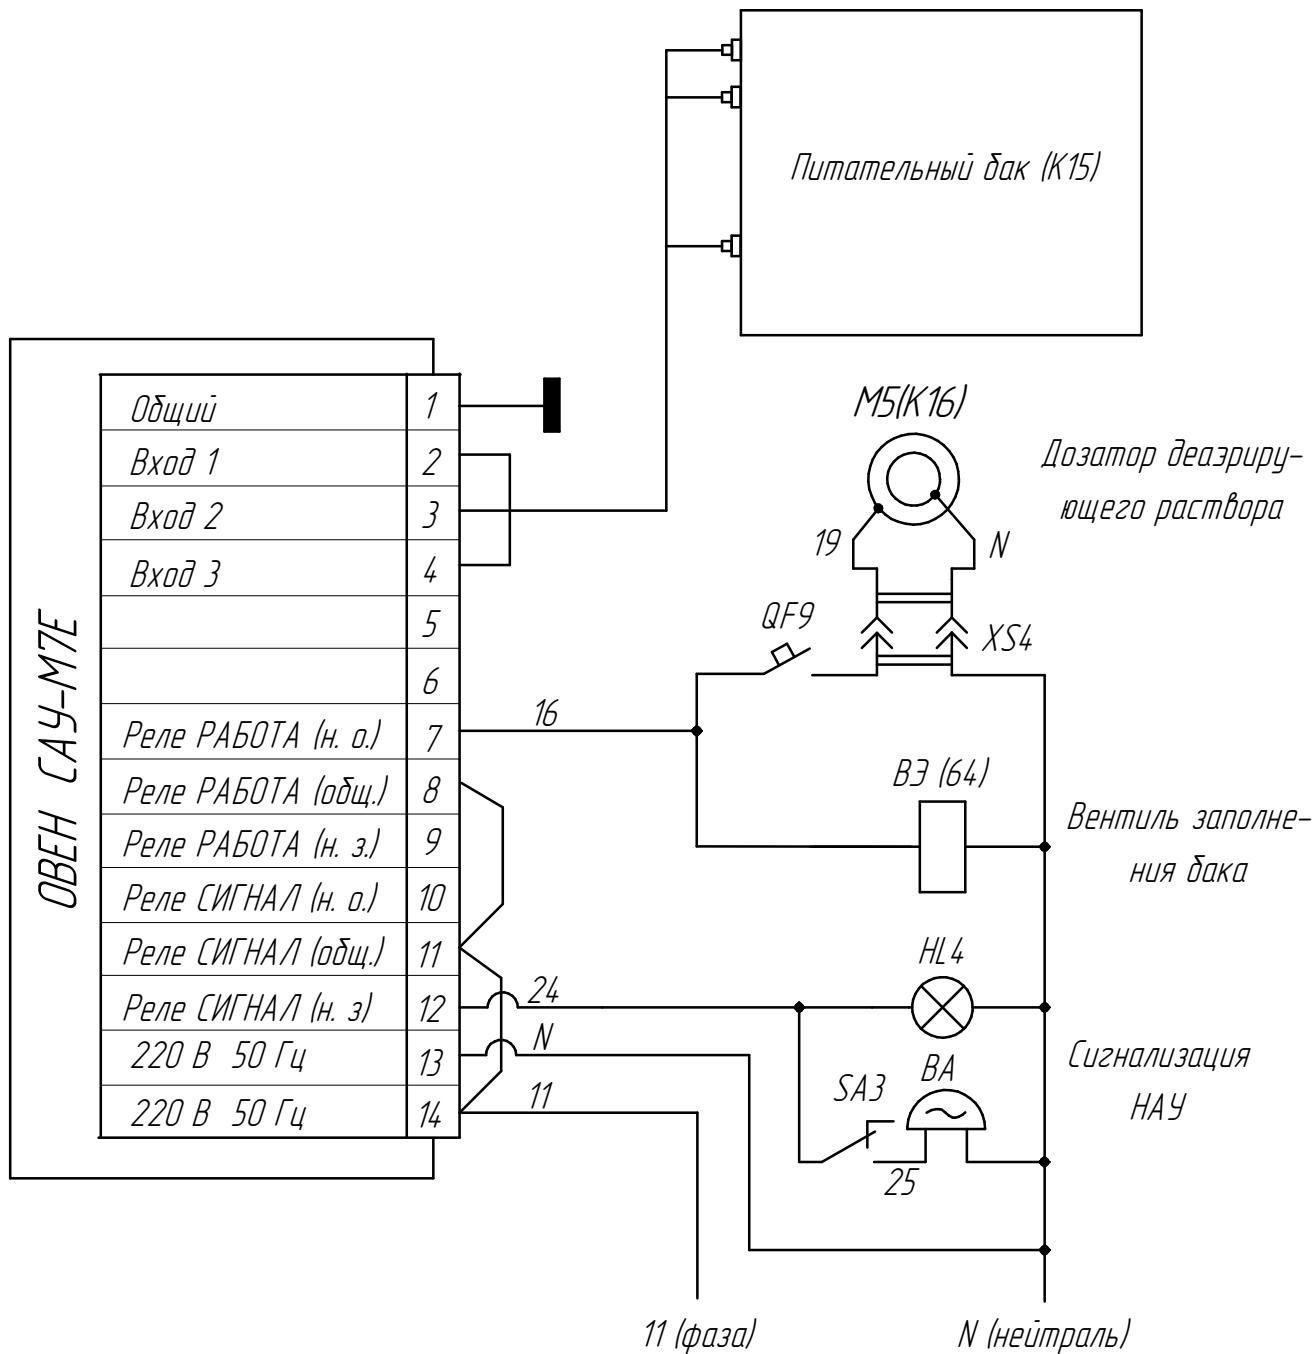 Питательный бак (К15)
ОВЕН САУ-М7Е
Общий 1
Вход 1 2
Вход 2 3
Вход 3 4
5
6
Реле РАБОТА (н. о.) 7
Реле РАБОТА (общ.) 8
Реле РАБОТА (н. з.) 9
Реле СИГНАЛ (н. о.) 10
Реле СИГНАЛ (общ.) 11
Реле СИГНАЛ (н. з) 12
220 В 50 Гц 13
220 В 50 Гц 14
М5(К16)
Дозатор деаэриру-
ющего раствора
19
N
QF9
XS4
16
ВЭ (64)
Вентиль заполне-
ния бака
HL4
24
N
Сигнализация
НАУ
SA3
BA
11
25
11 (фаза)
N (нейтраль)